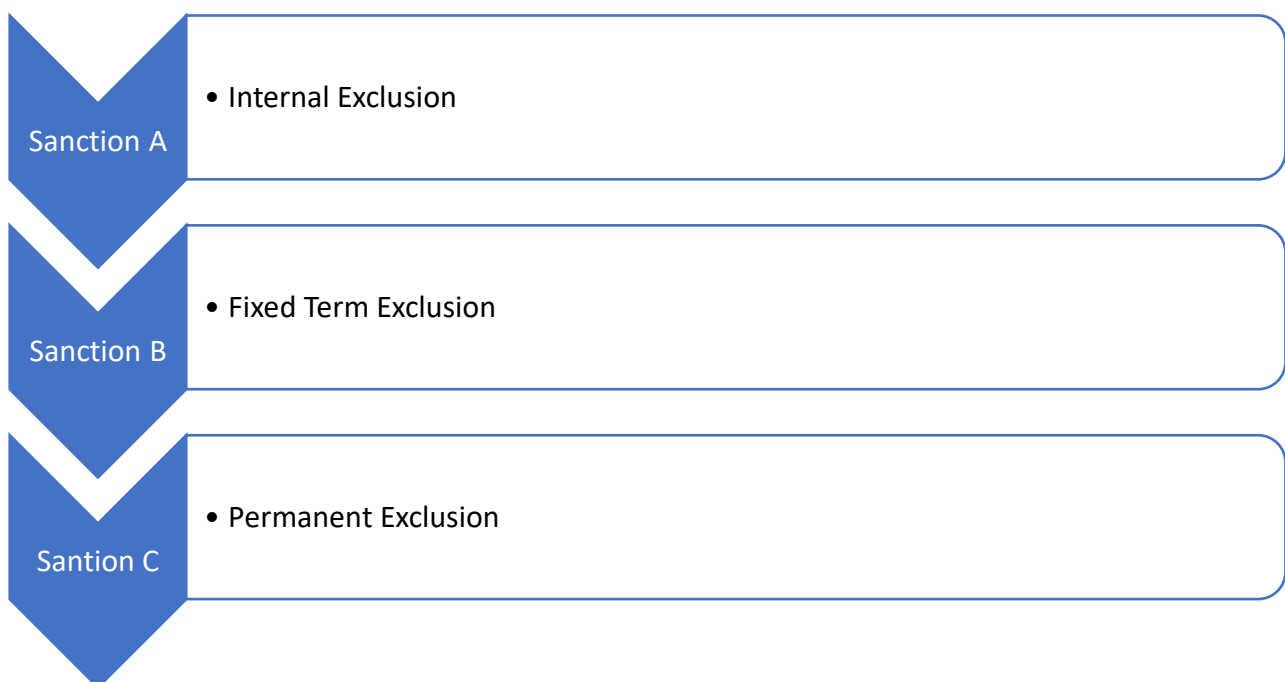 Sanction A
• Internal Exclusion
Sanction B
• Fixed Term Exclusion
Santion C
• Permanent Exclusion